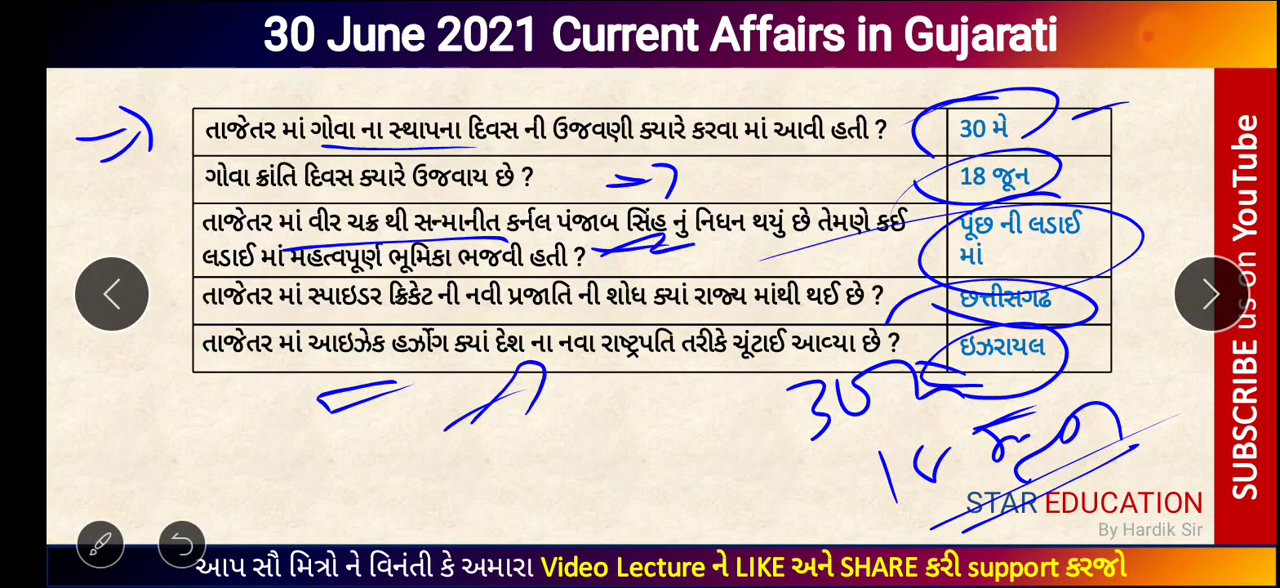 30 June 2021 Current Affairs in Gujarati
તાજેતર માં ગોવા ના સ્થાપના દિવસ ની ઉજવણી ક્યારે કરવા માં આવી હતી ? 30 મે
ગોવા ક્રાંતિ દિવસ ક્યારે ઉજવાય છે ? 18 જૂન
તાજેતર માં વીર ચક્ર થી સન્માનીત કર્નલ પંજાબ સિંહ નું નિધન થયું છે તેમણે કઈ પૂંછ ની લડાઈ
લડાઈ માં મહત્વપૂર્ણ ભૂમિકા ભજવી હતી ? માં
તાજેતર માં સ્પાઇડર ક્રિકેટ ની નવી પ્રજાતિ ની શોધ ક્યાં રાજ્ય માંથી થઈ છે ? છત્તીસગઢ
તાજેતર માં આઇઝેક હર્ઝોગ ક્યાં દેશ ના નવા રાષ્ટ્રપતિ તરીકે ચૂંટાઈ આવ્યા છે ? ઇઝરાયલ
STAR EDUCATION
By Hardik Sir
SUBSCRIBE us on YouTube
આપ સૌ મિત્રો ને વિનંતી કે અમારા Video Lecture ને LIKE અને SHARE કરી support કરજો